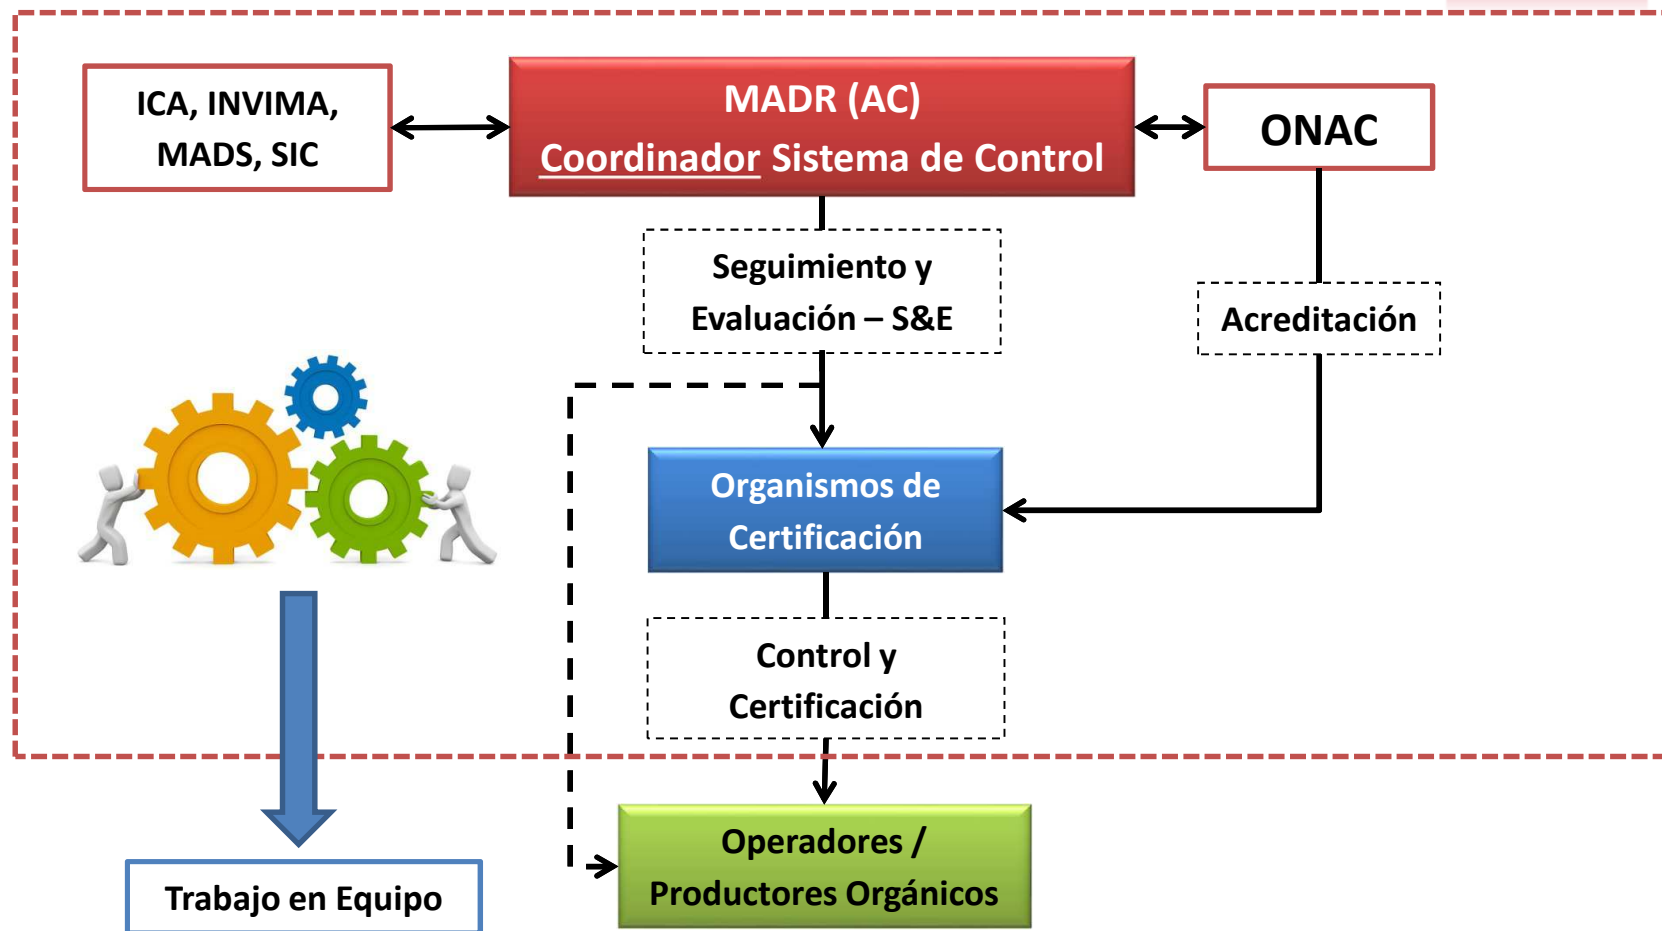 ICA, INVIMA,
MADS, SIC
MADR (AC)
Coordinador Sistema de Control
ONAC
Seguimiento y
Evaluación – S&E
Acreditación
Organismos de
Certificación
Control y
Certificación
Operadores /
Productores Orgánicos
Trabajo en Equipo